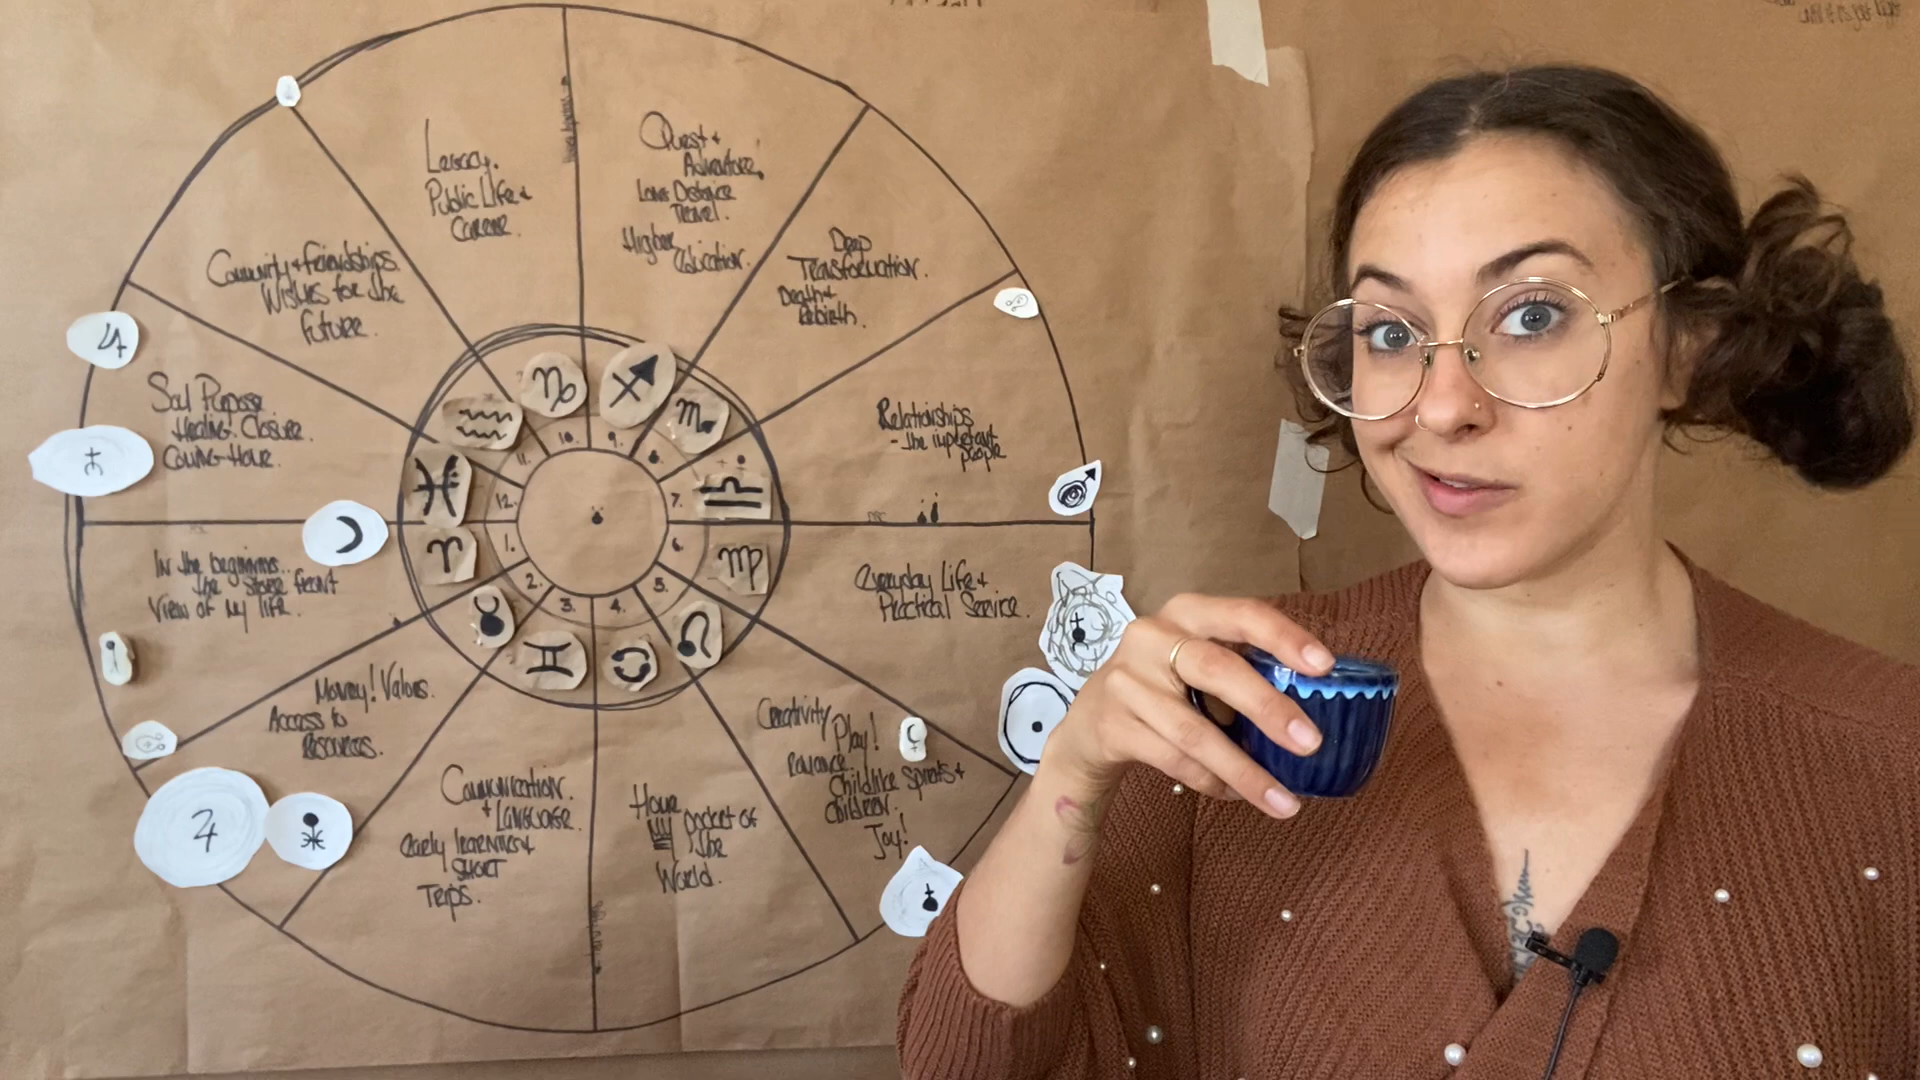 Legacy.
Public Life +
Career.
Quest +
Adventure!
Long Distance
Travel.
Higher
Education.
Deep
Transformation.
Death +
Rebirth.
Relationships
- the important
people
Everyday Life +
Practical Service.
Creativity
Play!
Romance.
Childlike Spirits +
Children.
Joy!
Home
MY pocket of
the
World.
Communication.
+ Language.
Early learning +
SHORT
Trips.
Money! Values.
Access to
Resources.
In the beginning...
the store front
View of my life.
Soul Purpose
Healing. Closure.
Coming Home.
Community + friendships.
Wishes for the
future.
1.
2.
3.
4.
5.
6.
7.
8.
9.
10.
11.
12.